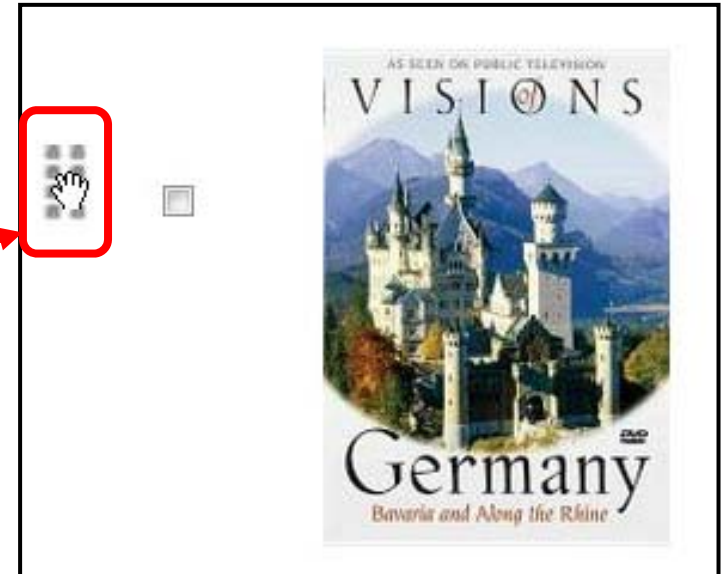 AS SEEN ON PUBLIC TELEVISION
VISIONS
of
Germany
DVD
Bavaria and Along the Rhine